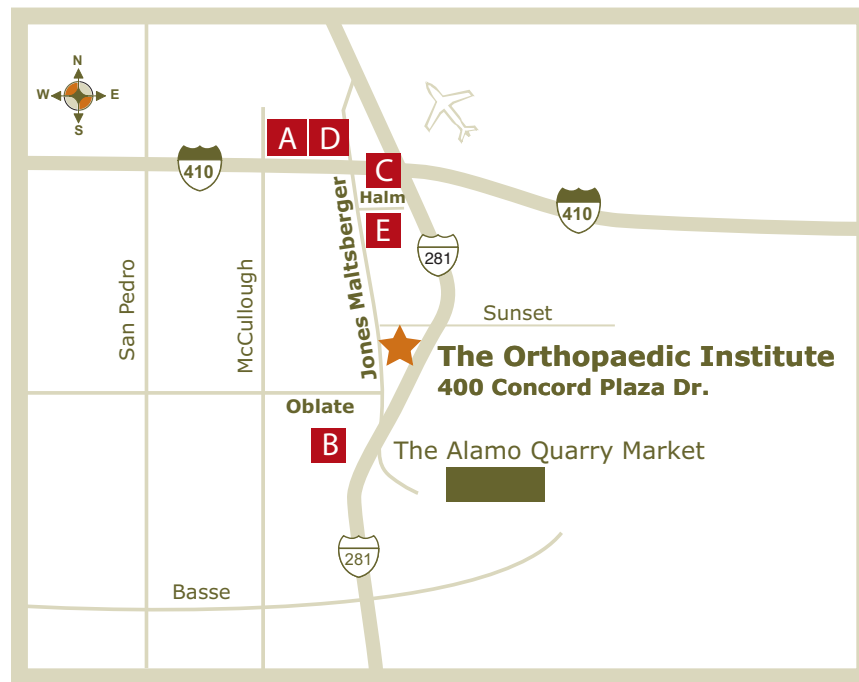 N
W E
S
A D
410
C
Halm
410
E
281
San Pedro
McCullough
Jones Maltsberger
Sunset
The Orthopaedic Institute
400 Concord Plaza Dr.
Oblate
B
The Alamo Quarry Market
281
Basse